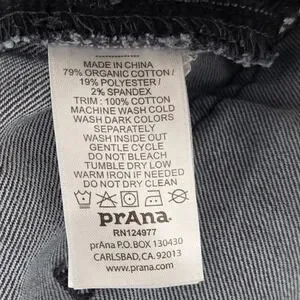 MADE IN CHINA
79% ORGANIC COTTON /
19% POLYESTER /
2% SPANDEX
TRIM : 100% COTTON
MACHINE WASH COLD
WASH DARK COLORS
SEPARATELY
WASH INSIDE OUT
GENTLE CYCLE
DO NOT BLEACH
TUMBLE DRY LOW
WARM IRON IF NEEDED
DO NOT DRY CLEAN
prAna
RN124977
prAna P.O. BOX 130430
CARLSBAD, CA. 92013
www.prana.com